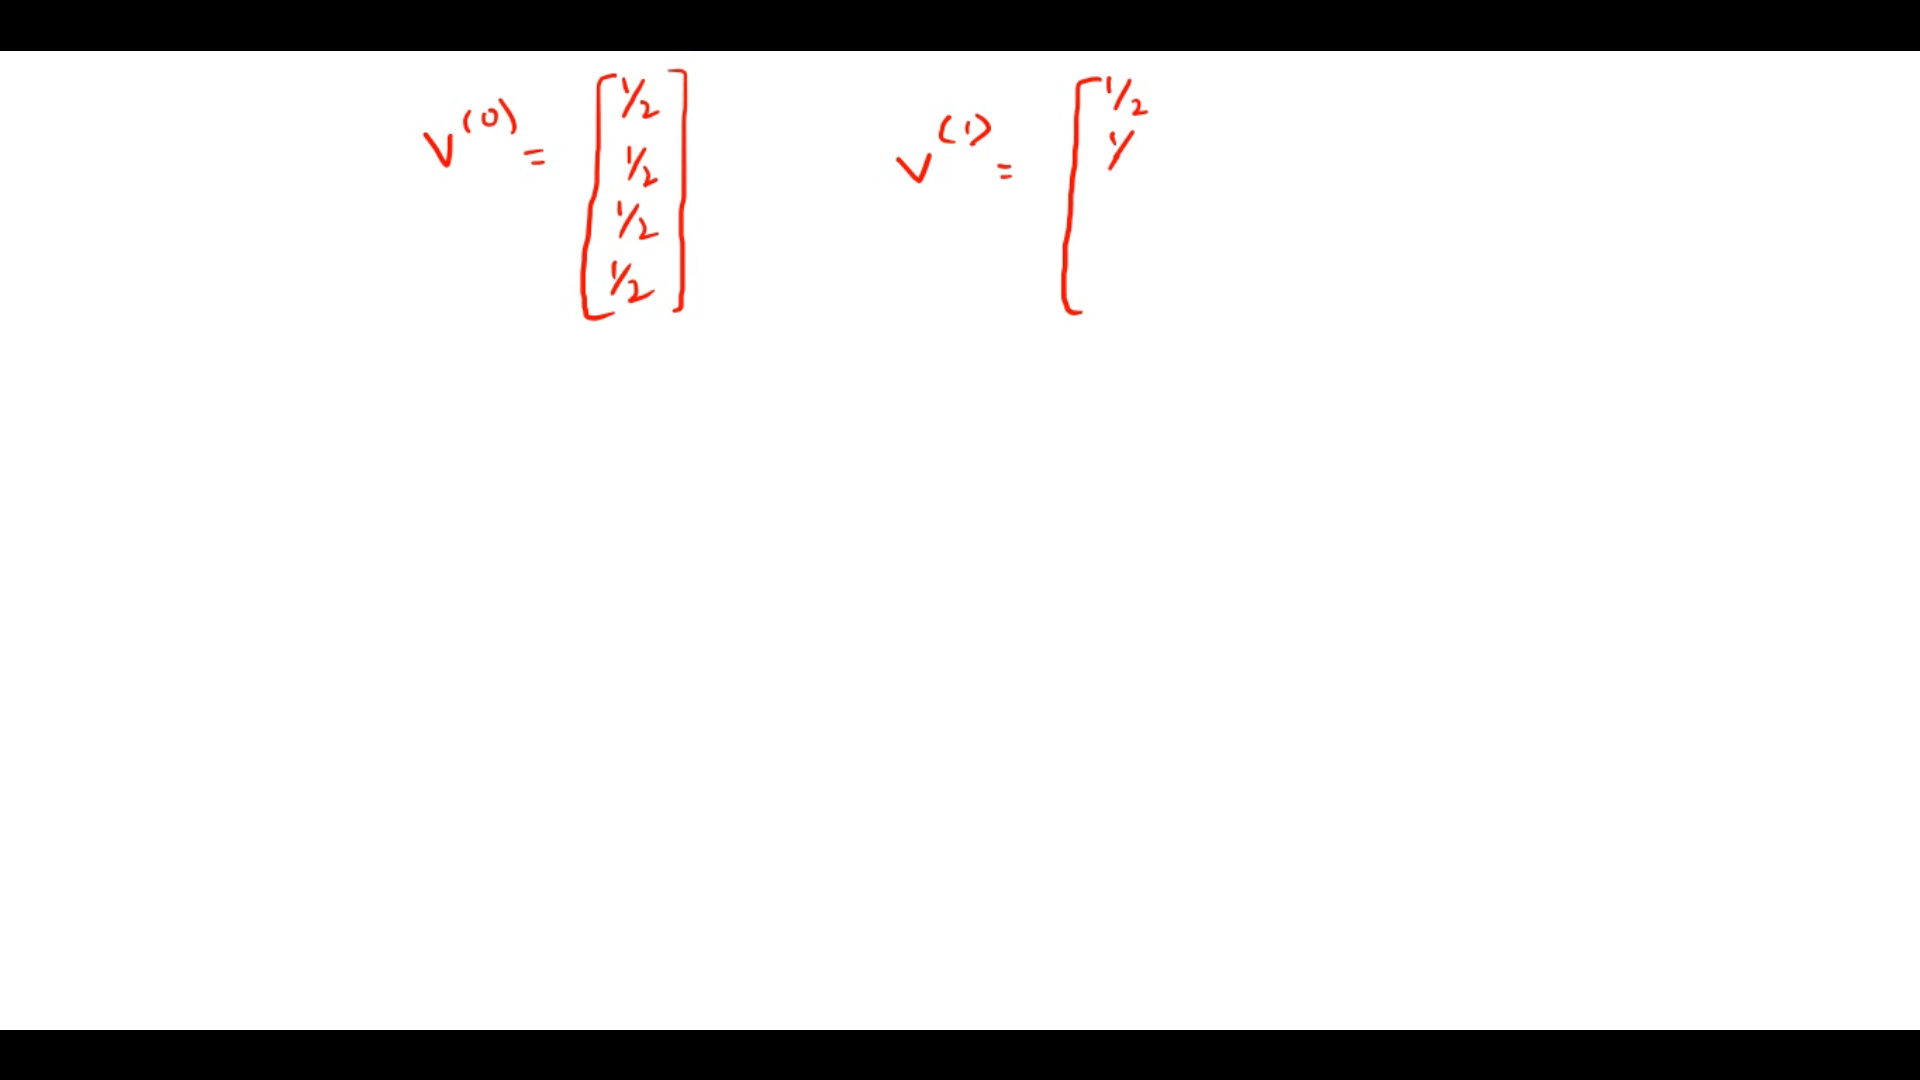 v^(0) = [1/2
1/2
1/2
1/2]
v^(1) = [1/2
1/